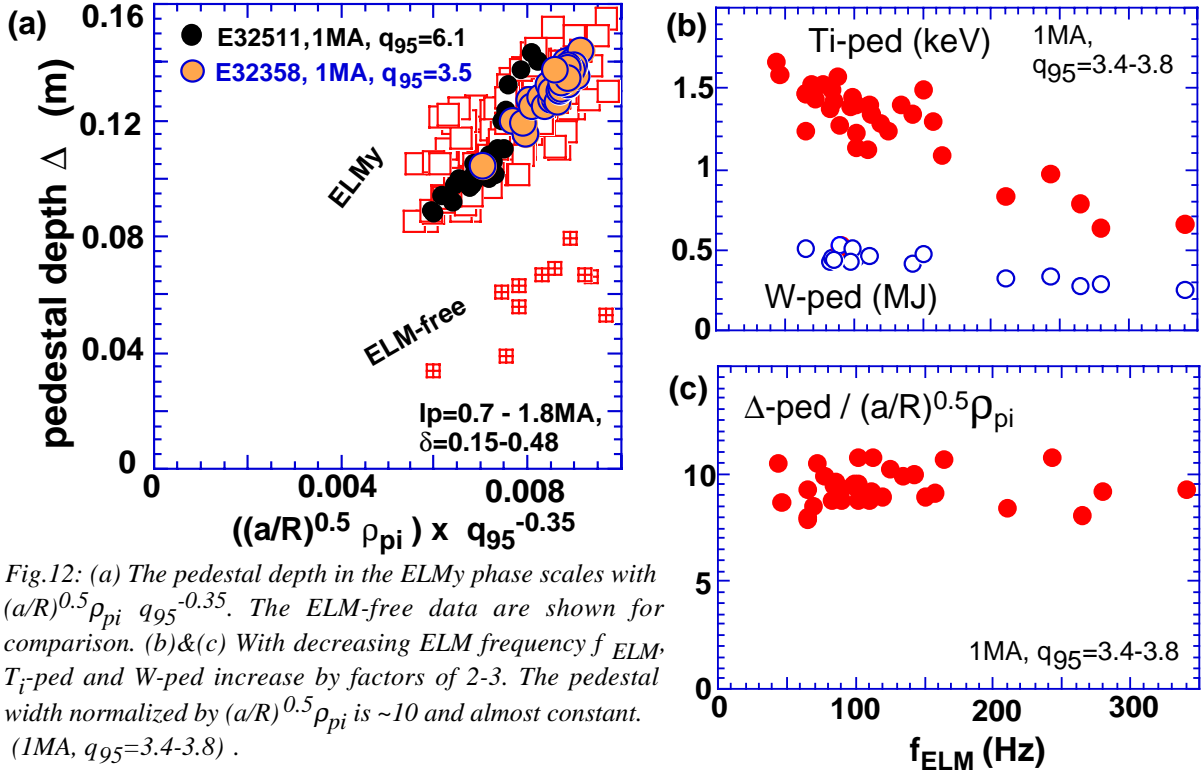 (a)
0.16
0.12
0.08
0.04
0
pedestal depth Δ (m)
E32511,1MA, q95=6.1
E32358, 1MA, q95=3.5
ELMy
ELM-free
Ip=0.7 - 1.8MA,
δ=0.15-0.48
0 0.004 0.008
((a/R)^0.5 ρpi ) x q95^-0.35
(b)
Ti-ped (keV)
1MA,
q95=3.4-3.8
1.5
1
0.5
0
W-ped (MJ)
(c)
Δ-ped / (a/R)^0.5 ρpi
15
10
5
0
1MA, q95=3.4-3.8
0 100 200 300
fELM (Hz)
Fig.12: (a) The pedestal depth in the ELMy phase scales with
(a/R)^0.5 ρpi q95^-0.35. The ELM-free data are shown for
comparison. (b)&(c) With decreasing ELM frequency f ELM,
Ti-ped and W-ped increase by factors of 2-3. The pedestal
width normalized by (a/R)^0.5 ρpi is ~10 and almost constant.
(1MA, q95=3.4-3.8) .